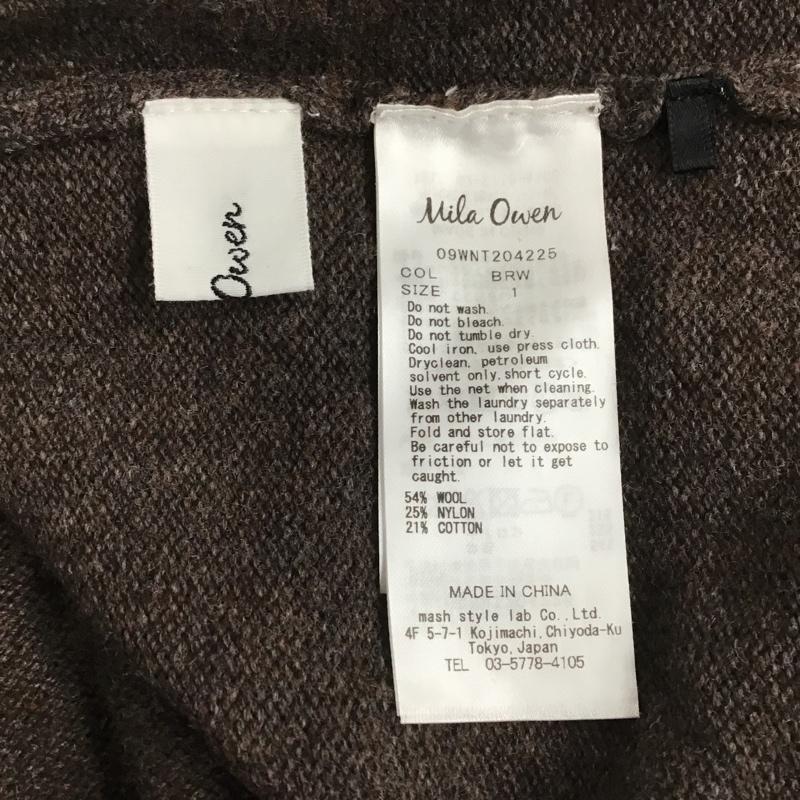 Owen
Mila Owen
09WNT204225
COL BRW
SIZE 1
Do not wash.
Do not bleach.
Do not tumble dry.
Cool iron, use press cloth.
Dryclean, petroleum
solvent only,short cycle.
Use the net when cleaning.
Wash the laundry separately
from other laundry.
Fold and store flat.
Be careful not to expose to
friction or let it get
caught.
54% WOOL
25% NYLON
21% COTTON
MADE IN CHINA
mash style lab Co.,Ltd.
4F 5-7-1 Kojimachi,Chiyoda-Ku
Tokyo,Japan
TEL 03-5778-4105